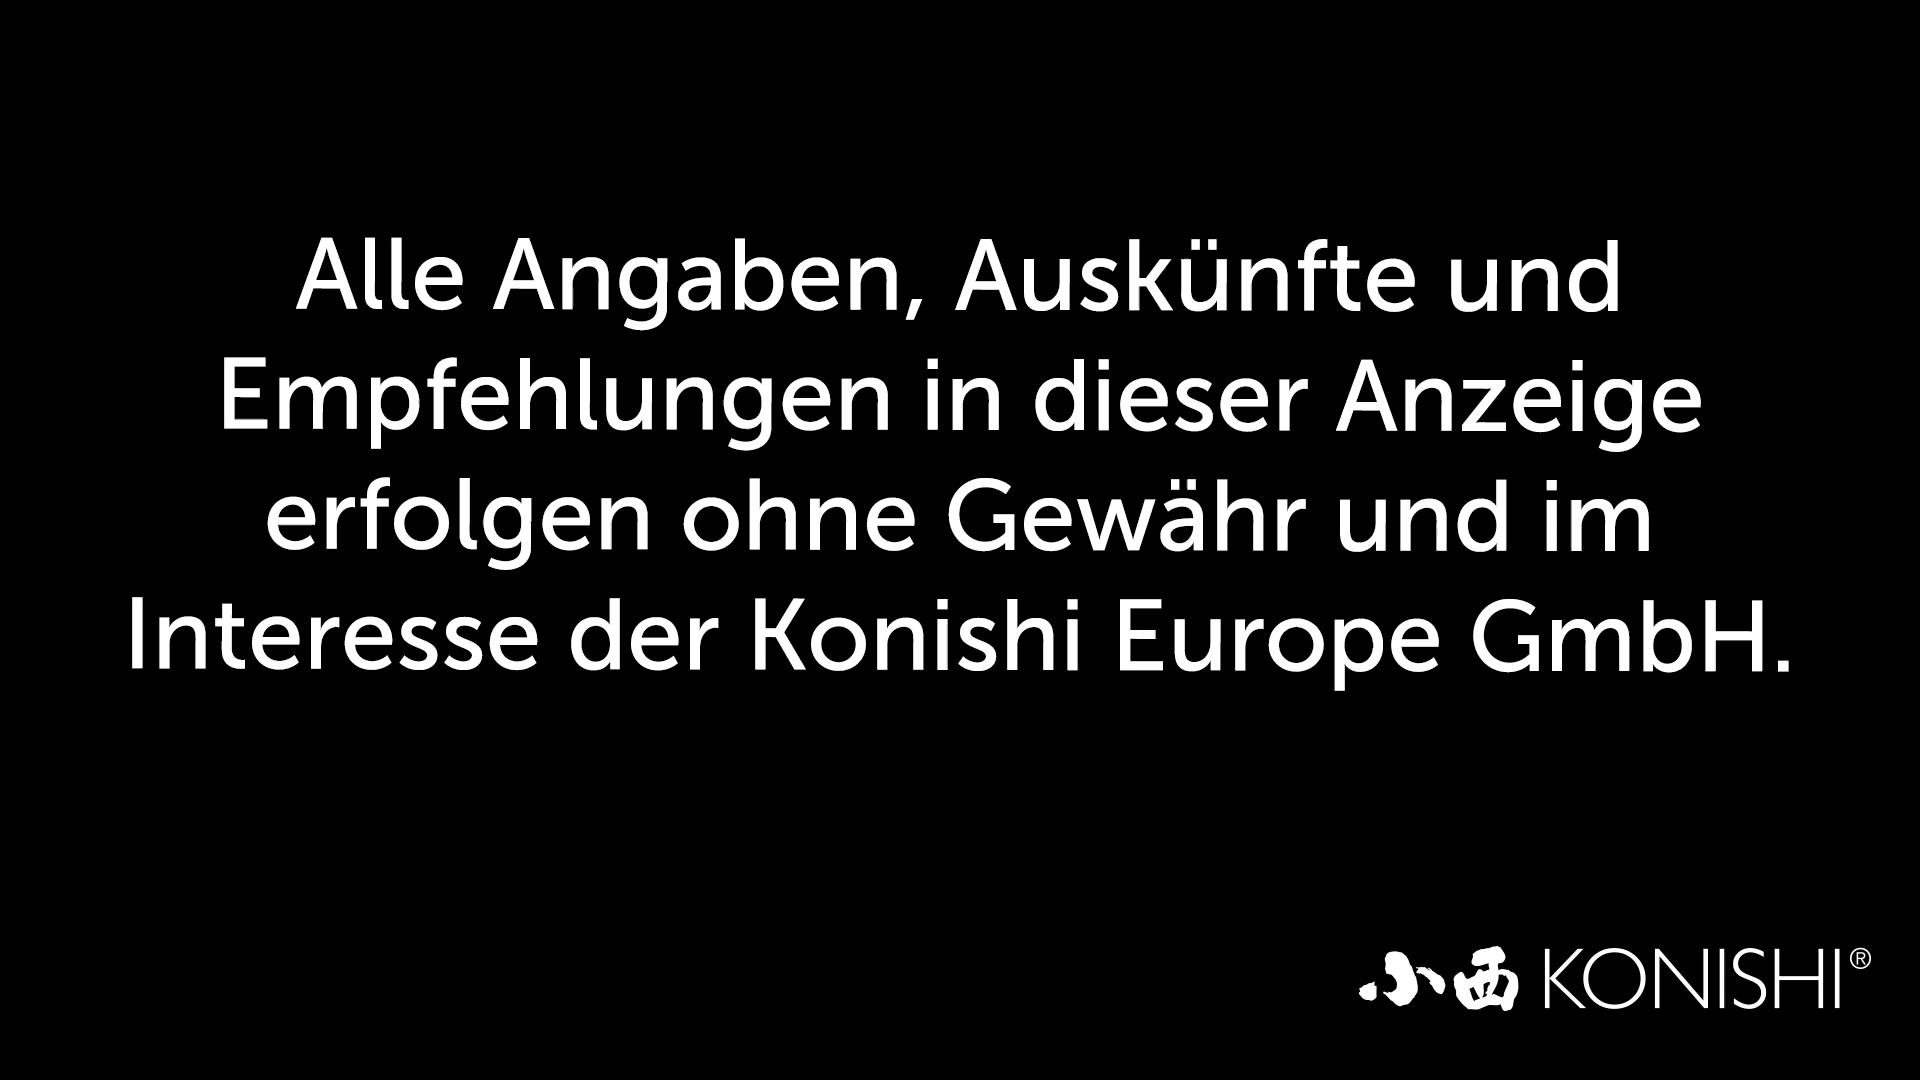 Alle Angaben, Auskünfte und
Empfehlungen in dieser Anzeige
erfolgen ohne Gewähr und im
Interesse der Konishi Europe GmbH.
小西 KONISHI®